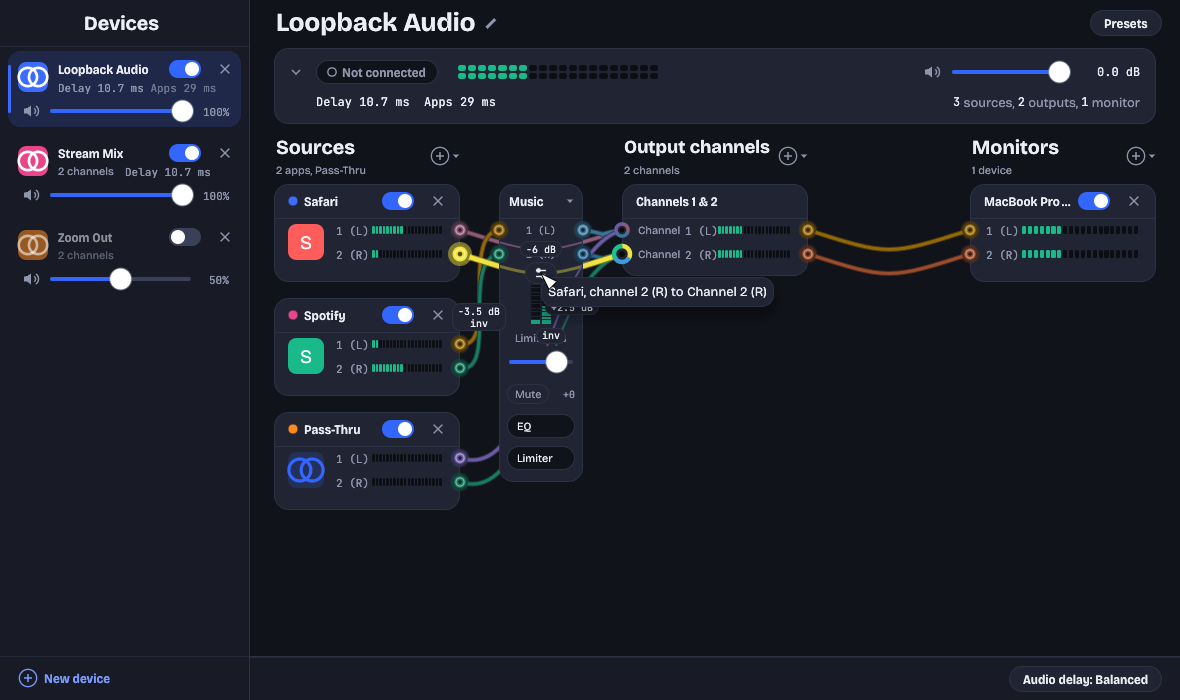 Devices
Loopback Audio
Delay 10.7 ms Apps 29 ms
100%
Stream Mix
2 channels Delay 10.7 ms
100%
Zoom Out
2 channels
50%
New device
Loopback Audio
Presets
Not connected
0.0 dB
Delay 10.7 ms Apps 29 ms
3 sources, 2 outputs, 1 monitor
Sources
2 apps, Pass-Thru
Output channels
2 channels
Monitors
1 device
Safari
S
1 (L)
2 (R)
Spotify
S
1 (L)
2 (R)
-3.5 dB
inv
Pass-Thru
1 (L)
2 (R)
Music
1 (L)
-6 dB
+2.5 dB
inv
Mute +0
EQ
Limiter
Channels 1 & 2
Channel 1 (L)
Channel 2 (R)
Safari, channel 2 (R) to Channel 2 (R)
MacBook Pro ...
1 (L)
2 (R)
Audio delay: Balanced